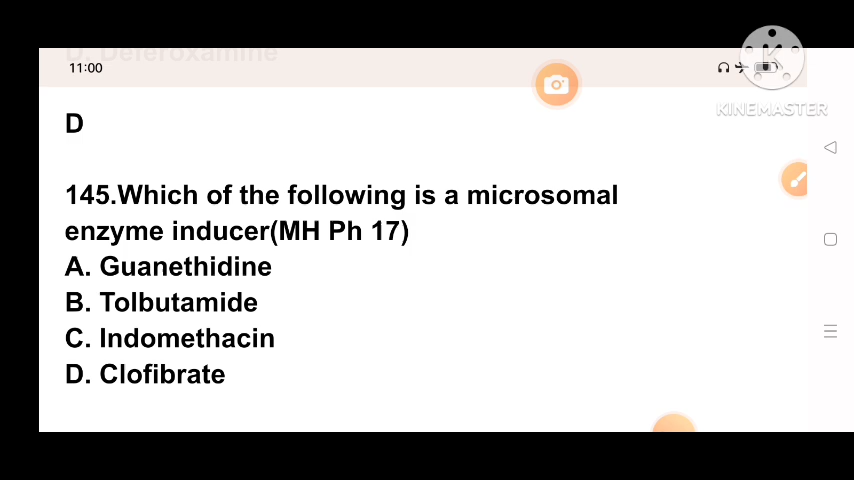 D. Deferoxamine
11:00
KINEMASTER
D
145.Which of the following is a microsomal
enzyme inducer(MH Ph 17)
A. Guanethidine
B. Tolbutamide
C. Indomethacin
D. Clofibrate